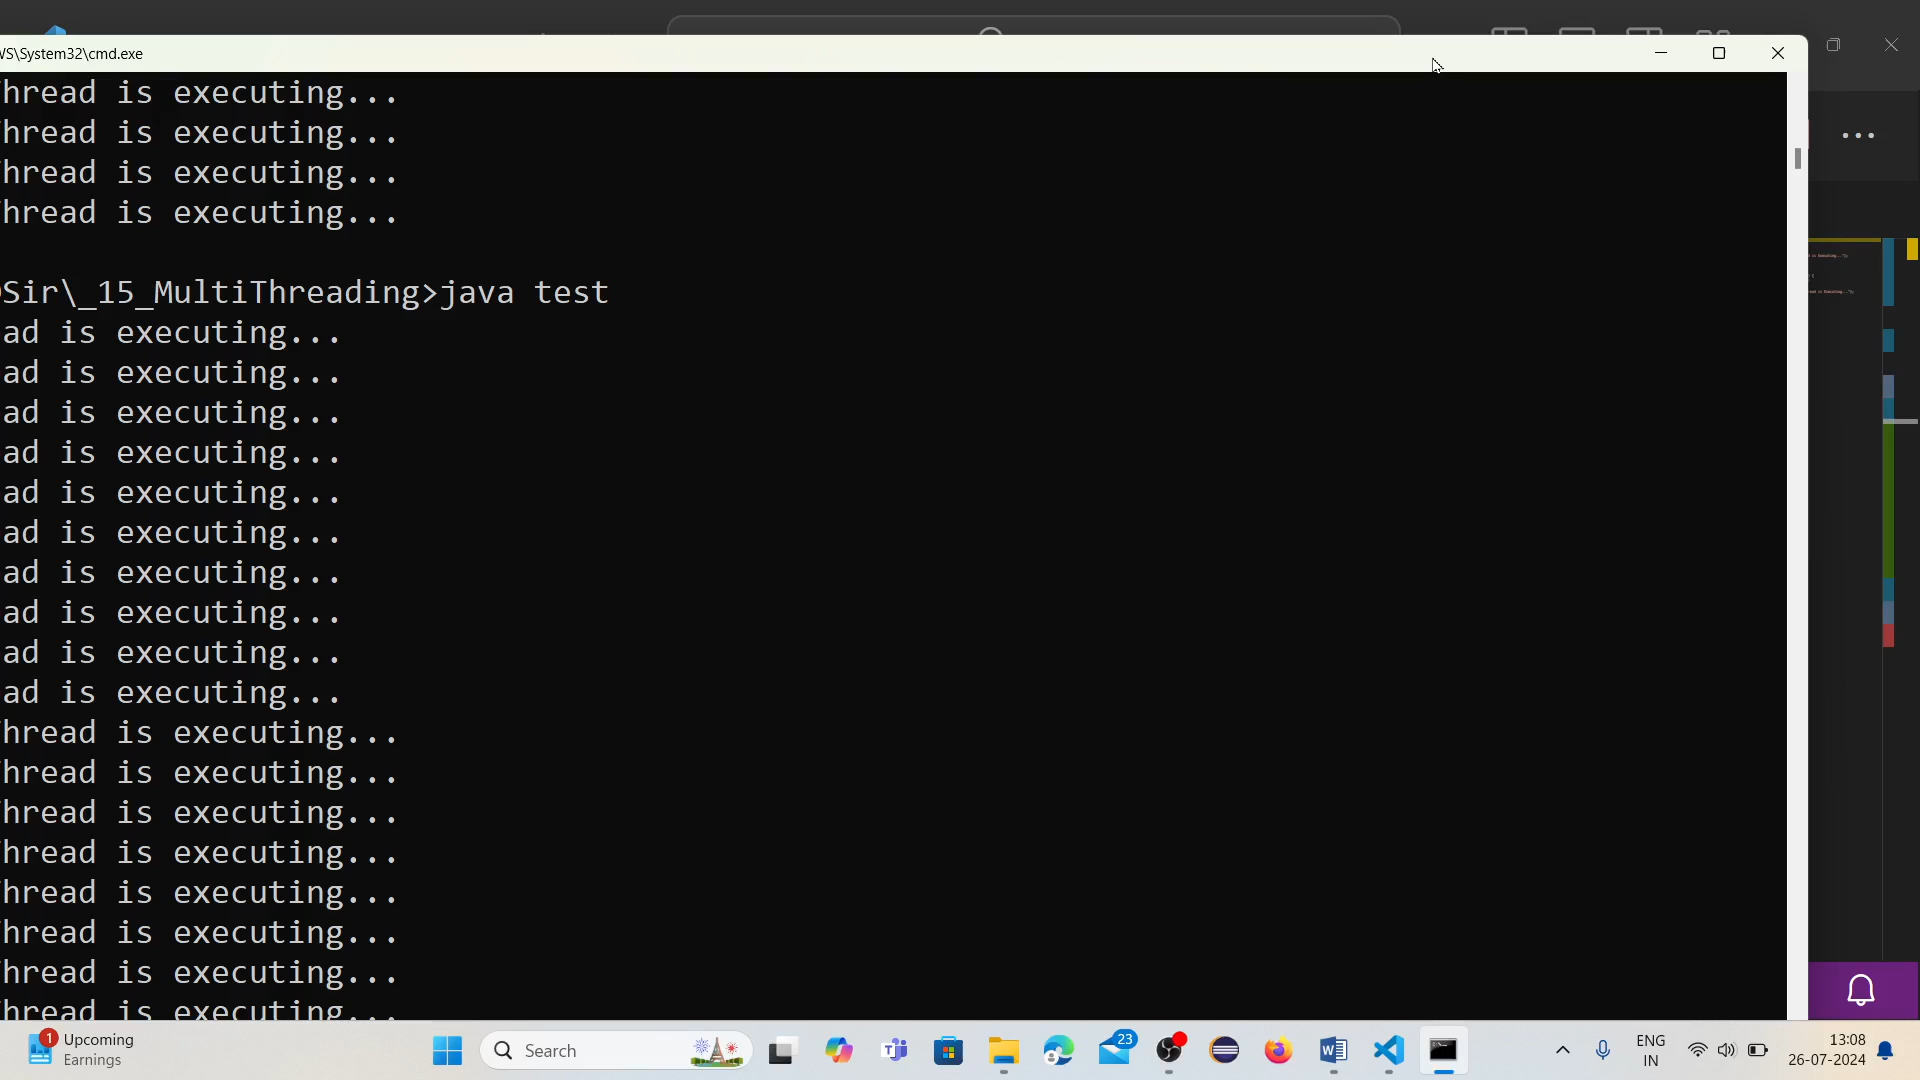 WS\System32\cmd.exe
hread is executing...
hread is executing...
hread is executing...
hread is executing...
Sir\_15_MultiThreading>java test
ad is executing...
ad is executing...
ad is executing...
ad is executing...
ad is executing...
ad is executing...
ad is executing...
ad is executing...
ad is executing...
ad is executing...
hread is executing...
hread is executing...
hread is executing...
hread is executing...
hread is executing...
hread is executing...
hread is executing...
hread is executing...
1
Upcoming
Earnings
Search
23
ENG
IN
13:08
26-07-2024